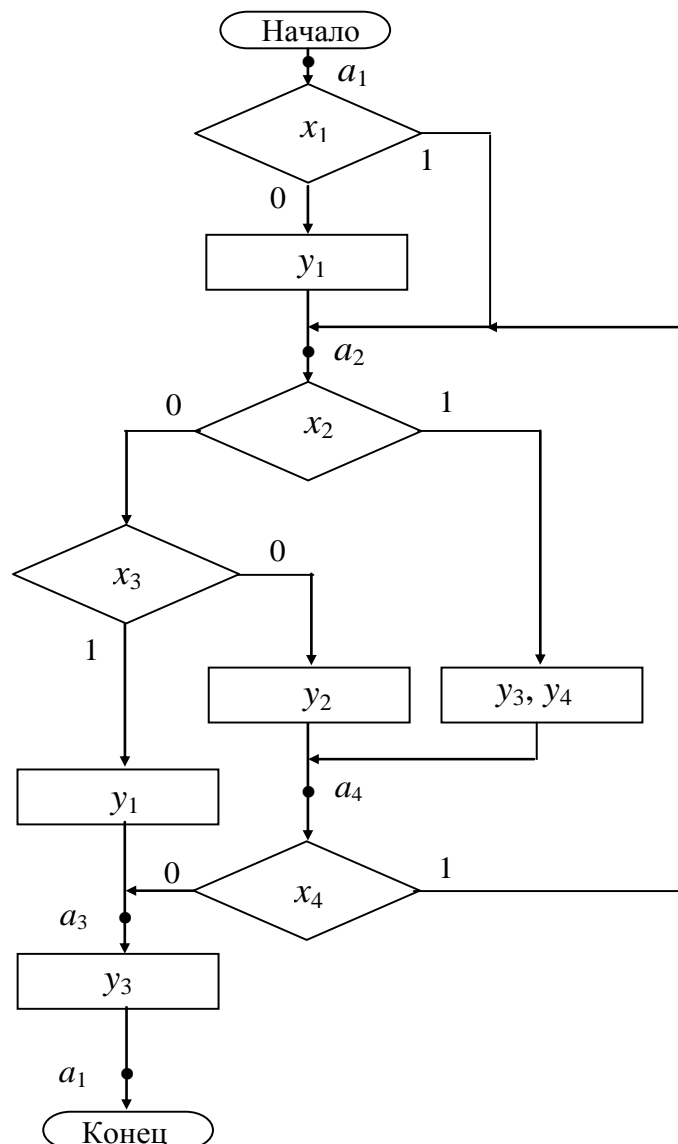 Начало
a₁
x₁
1
0
y₁
a₂
0
x₂
1
x₃
0
1
y₂
y₃, y₄
y₁
a₄
0
x₄
1
a₃
y₃
a₁
Конец